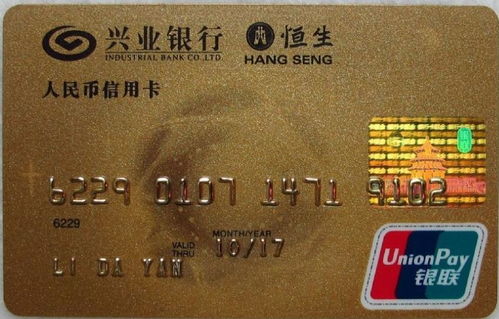 兴业银行 恒生
INDUSTRIAL BANK CO.,LTD. HANG SENG
人民币信用卡
6229 0107 1471 9102
6229
MONTH/YEAR
VALID THRU 10/17
LI DA YAN
UnionPay
银联